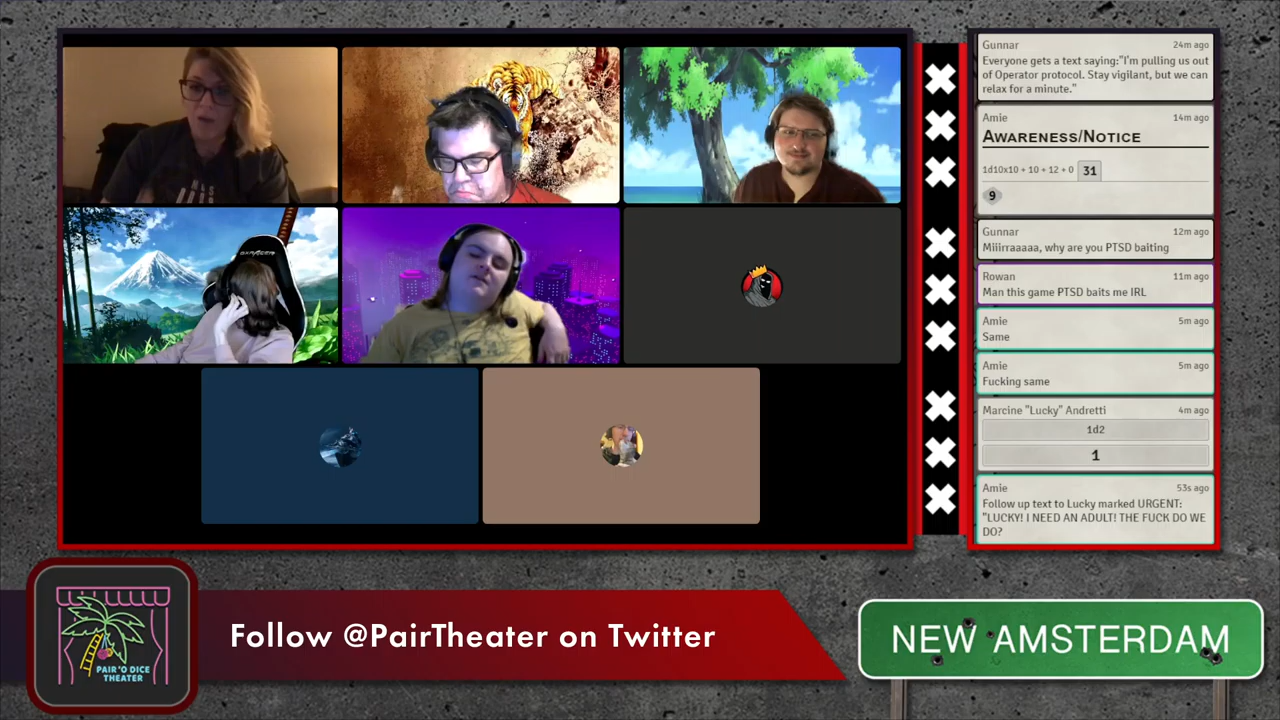 Gunnar 24m ago
Everyone gets a text saying:"I'm pulling us out
of Operator protocol. Stay vigilant, but we can
relax for a minute."
Amie 14m ago
AWARENESS/NOTICE
1d10x10 + 10 + 12 + 0 31
9
Gunnar 12m ago
Miiirraaaaa, why are you PTSD baiting
Rowan 11m ago
Man this game PTSD baits me IRL
Amie 5m ago
Same
Amie 5m ago
Fucking same
Marcine "Lucky" Andretti 4m ago
1d2
1
Amie 53s ago
Follow up text to Lucky marked URGENT:
"LUCKY! I NEED AN ADULT! THE FUCK DO WE
DO?
PAIR'O DICE
THEATER
Follow @PairTheater on Twitter
NEW AMSTERDAM